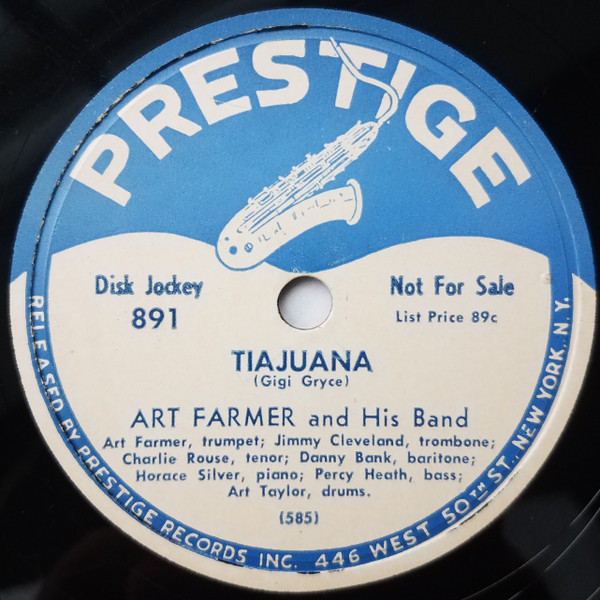 PRESTIGE
Disk Jockey
891
Not For Sale
List Price 89c
TIAJUANA
(Gigi Gryce)
ART FARMER and His Band
Art Farmer, trumpet; Jimmy Cleveland, trombone;
Charlie Rouse, tenor; Danny Bank, baritone;
Horace Silver, piano; Percy Heath, bass;
Art Taylor, drums.
(585)
RELEASED BY PRESTIGE RECORDS INC. 446 WEST 50TH ST., NEW YORK, N.Y.